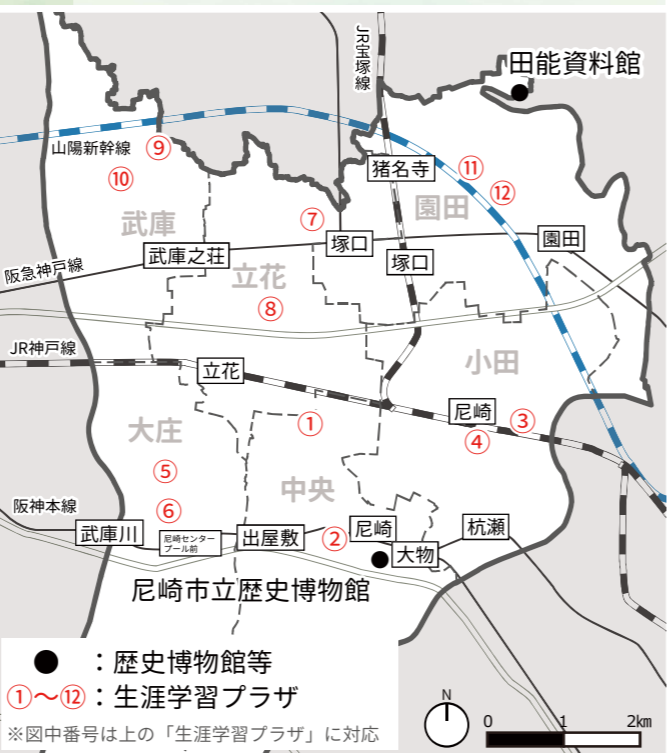 JR宝塚線
田能資料館
山陽新幹線
⑨
⑩
猪名寺
⑪
⑫
武庫
園田
⑦
塚口
園田
武庫之荘
塚口
阪急神戸線
立花
⑧
JR神戸線
立花
小田
尼崎
③
④
大庄
①
⑤
中央
⑥
阪神本線
武庫川
尼崎センター
プール前
出屋敷
②
尼崎
大物
杭瀬
尼崎市立歴史博物館
●：歴史博物館等
①～⑫：生涯学習プラザ
※図中番号は上の「生涯学習プラザ」に対応
N
0 1 2km